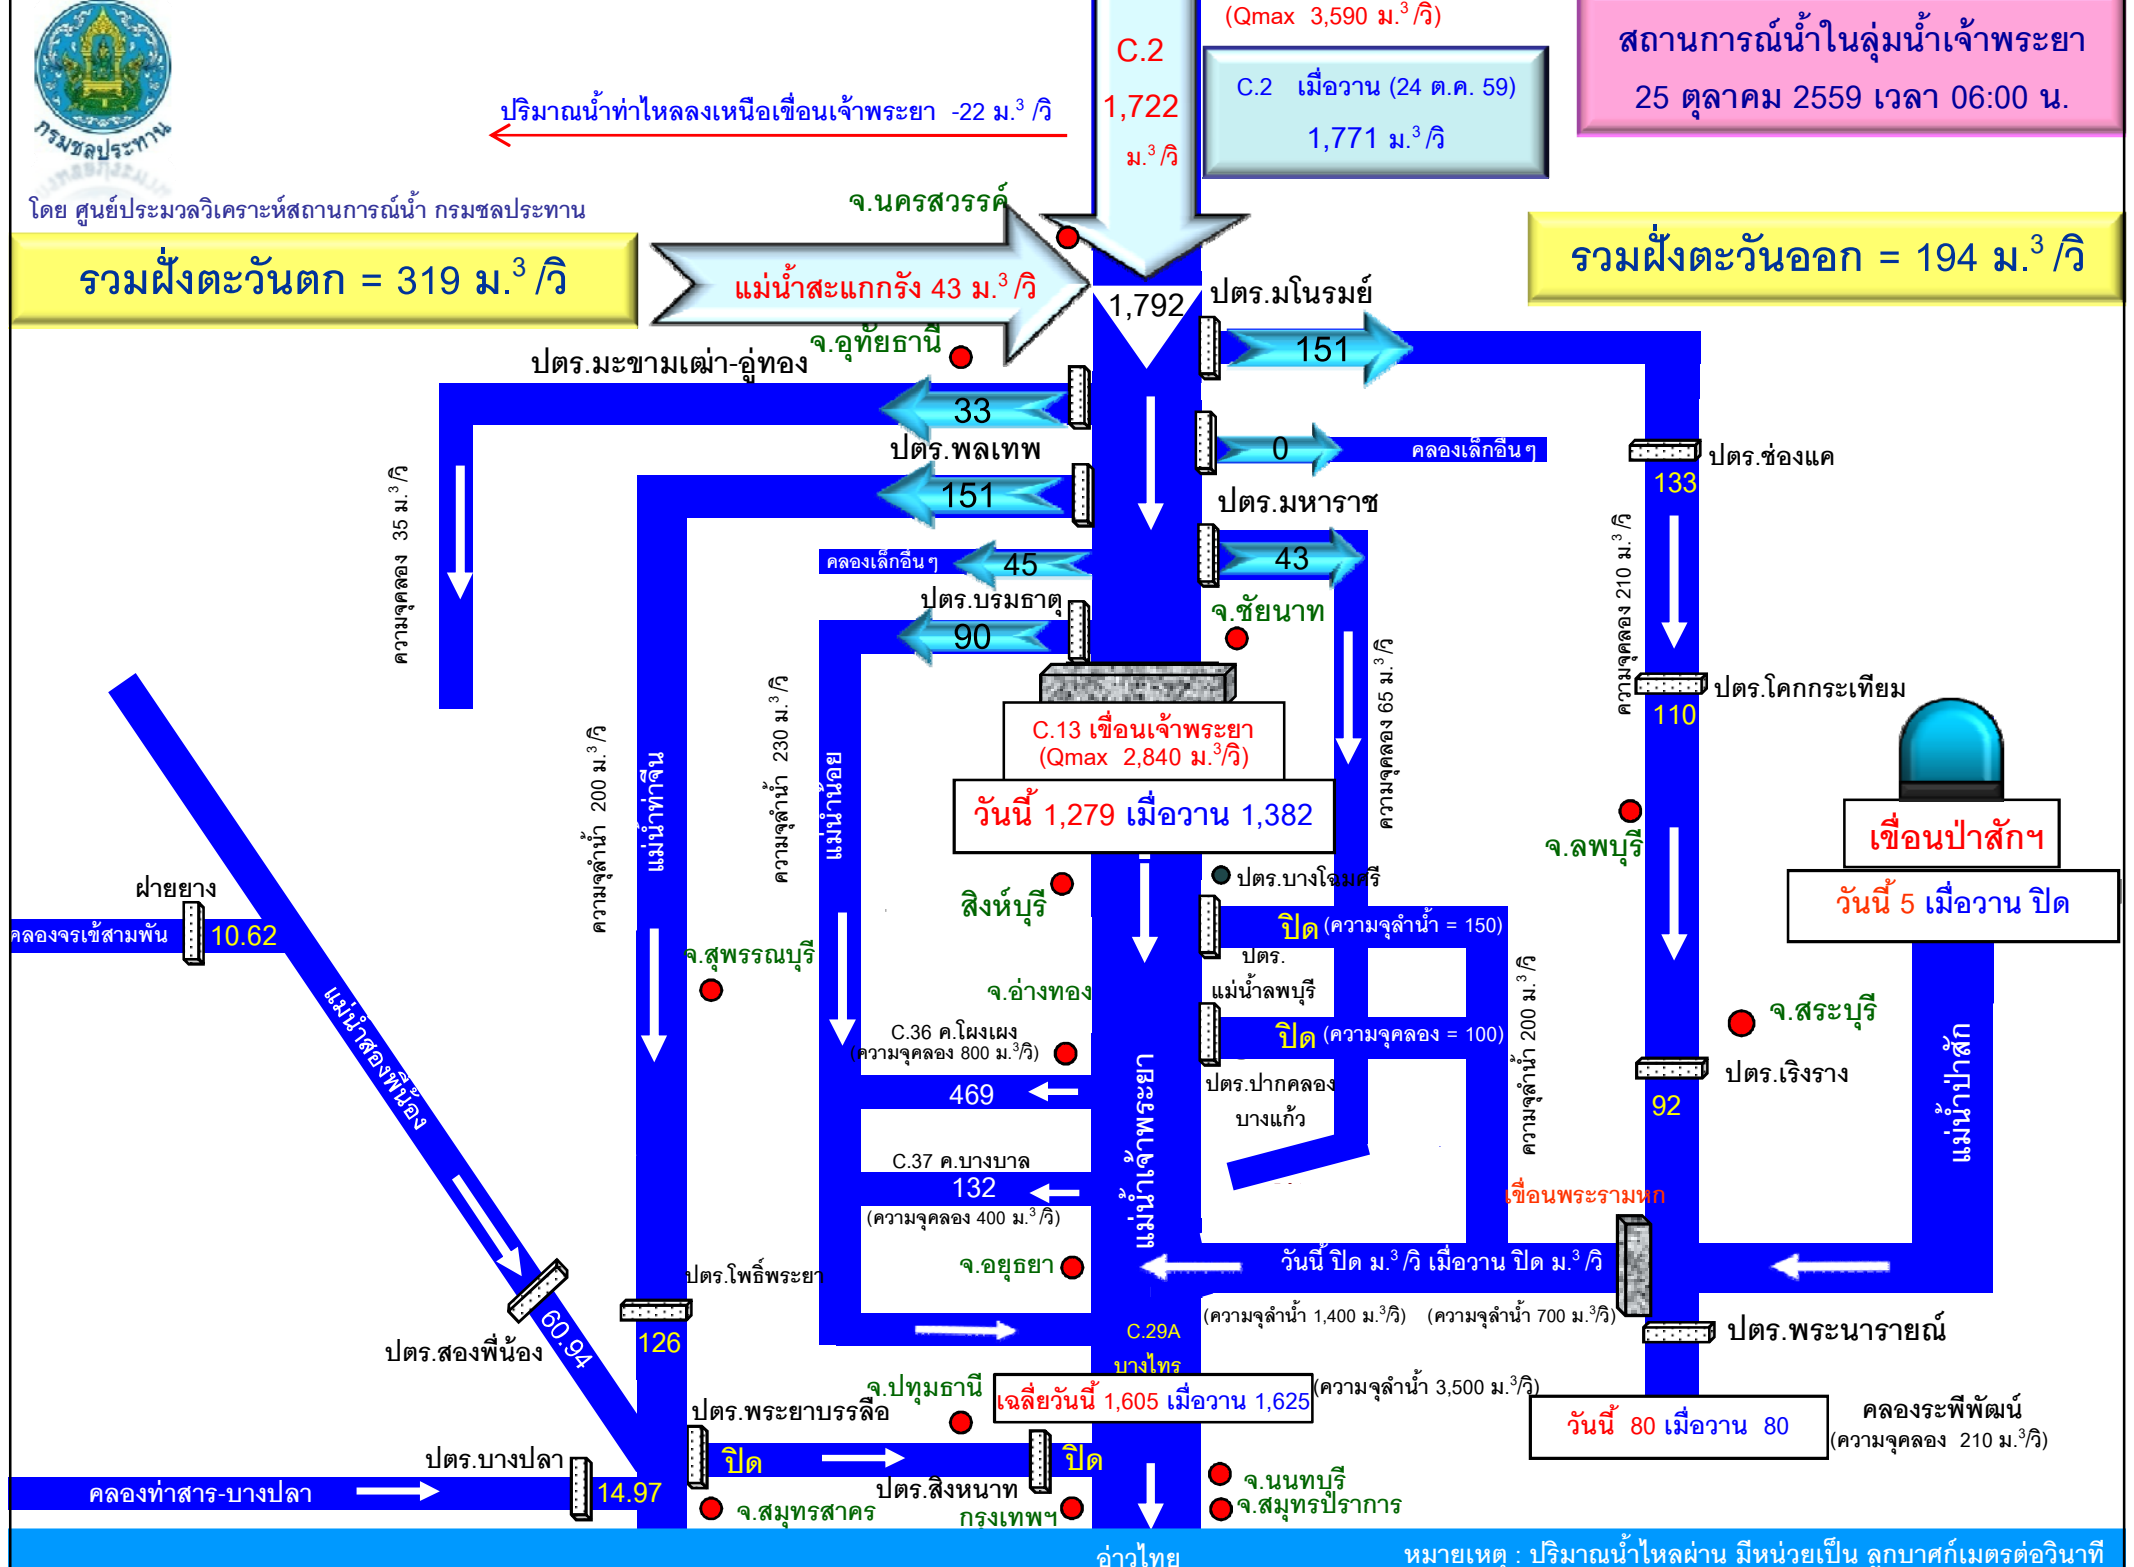 (Qmax 3,590 ม.³/วิ)
C.2
1,722
ม.³/วิ
C.2 เมื่อวาน (24 ต.ค. 59)
1,771 ม.³/วิ
สถานการณ์น้ำในลุ่มน้ำเจ้าพระยา
25 ตุลาคม 2559 เวลา 06:00 น.
ปริมาณน้ำท่าไหลลงเหนือเขื่อนเจ้าพระยา -22 ม.³/วิ
กรมชลประทาน
โดย ศูนย์ประมวลวิเคราะห์สถานการณ์น้ำ กรมชลประทาน
จ.นครสวรรค์
รวมฝั่งตะวันตก = 319 ม.³/วิ
แม่น้ำสะแกกรัง 43 ม.³/วิ
รวมฝั่งตะวันออก = 194 ม.³/วิ
1,792
ปตร.มโนรมย์
151
จ.อุทัยธานี
ปตร.มะขามเฒ่า-อู่ทอง
33
ปตร.พลเทพ
151
0
คลองเล็กอื่นๆ
ปตร.ช่องแค
133
ปตร.มหาราช
43
คลองเล็กอื่นๆ
45
ปตร.บรมธาตุ
90
จ.ชัยนาท
ความจุคลอง 35 ม.³/วิ
ความจุคลอง 210 ม.³/วิ
ความจุคลอง 65 ม.³/วิ
ความจุลำน้ำ 200 ม.³/วิ
ความจุลำน้ำ 230 ม.³/วิ
แม่น้ำท่าจีน
แม่น้ำน้อย
ปตร.โคกกระเทียม
110
C.13 เขื่อนเจ้าพระยา
(Qmax 2,840 ม.³/วิ)
วันนี้ 1,279 เมื่อวาน 1,382
จ.ลพบุรี
เขื่อนป่าสักฯ
วันนี้ 5 เมื่อวาน ปิด
ฝายยาง
คลองจรเข้สามพัน
10.62
สิงห์บุรี
ปตร.บางโฉมศรี
ปิด (ความจุลำน้ำ = 150)
ปตร.
แม่น้ำลพบุรี
จ.สุพรรณบุรี
จ.อ่างทอง
ปิด (ความจุคลอง = 100)
ปตร.ปากคลอง
บางแก้ว
ความจุลำน้ำ 200 ม.³/วิ
จ.สระบุรี
ปตร.เริงราง
92
แม่น้ำป่าสัก
แม่น้ำสองพี่น้อง
C.36 ค.โผงเผง
(ความจุคลอง 800 ม.³/วิ)
469
C.37 ค.บางบาล
132
(ความจุคลอง 400 ม.³/วิ)
แม่น้ำเจ้าพระยา
เขื่อนพระรามหก
จ.อยุธยา
วันนี้ ปิด ม.³/วิ เมื่อวาน ปิด ม.³/วิ
(ความจุลำน้ำ 1,400 ม.³/วิ)
(ความจุลำน้ำ 700 ม.³/วิ)
ปตร.โพธิ์พระยา
126
ปตร.สองพี่น้อง
60.94
C.29A
บางไทร
ปตร.พระนารายณ์
เฉลี่ยวันนี้ 1,605 เมื่อวาน 1,625
(ความจุลำน้ำ 3,500 ม.³/วิ)
จ.ปทุมธานี
วันนี้ 80 เมื่อวาน 80
คลองระพีพัฒน์
(ความจุคลอง 210 ม.³/วิ)
ปตร.พระยาบรรลือ
ปิด
ปิด
ปตร.สิงหนาท
ปตร.บางปลา
คลองท่าสาร-บางปลา
14.97
จ.สมุทรสาคร
กรุงเทพฯ
จ.นนทบุรี
จ.สมุทรปราการ
อ่าวไทย
หมายเหตุ : ปริมาณน้ำไหลผ่าน มีหน่วยเป็น ลูกบาศก์เมตรต่อวินาที